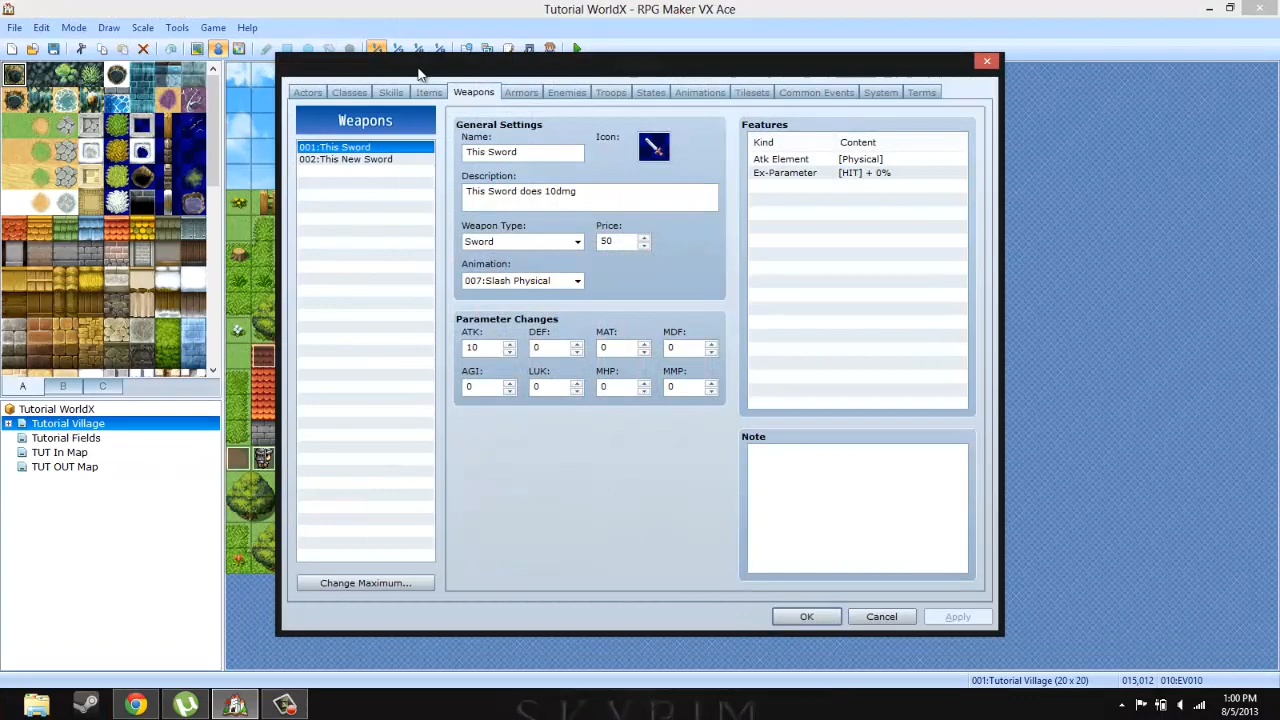 Tutorial WorldX - RPG Maker VX Ace
File Edit Mode Draw Scale Tools Game Help
Actors Classes Skills Items Weapons Armors Enemies Troops States Animations Tilesets Common Events System Terms
Weapons
001:This Sword
002:This New Sword
Change Maximum...
General Settings
Name: Icon:
This Sword
Description:
This Sword does 10dmg
Weapon Type: Price:
Sword 50
Animation:
007:Slash Physical
Parameter Changes
ATK: DEF: MAT: MDF:
10 0 0 0
AGI: LUK: MHP: MMP:
0 0 0 0
Features
Kind Content
Atk Element [Physical]
Ex-Parameter [HIT] + 0%
Note
OK Cancel Apply
A B C
Tutorial WorldX
Tutorial Village
Tutorial Fields
TUT In Map
TUT OUT Map
001:Tutorial Village (20 x 20) 015,012 010:EV010
SKYRIM
1:00 PM
8/5/2013